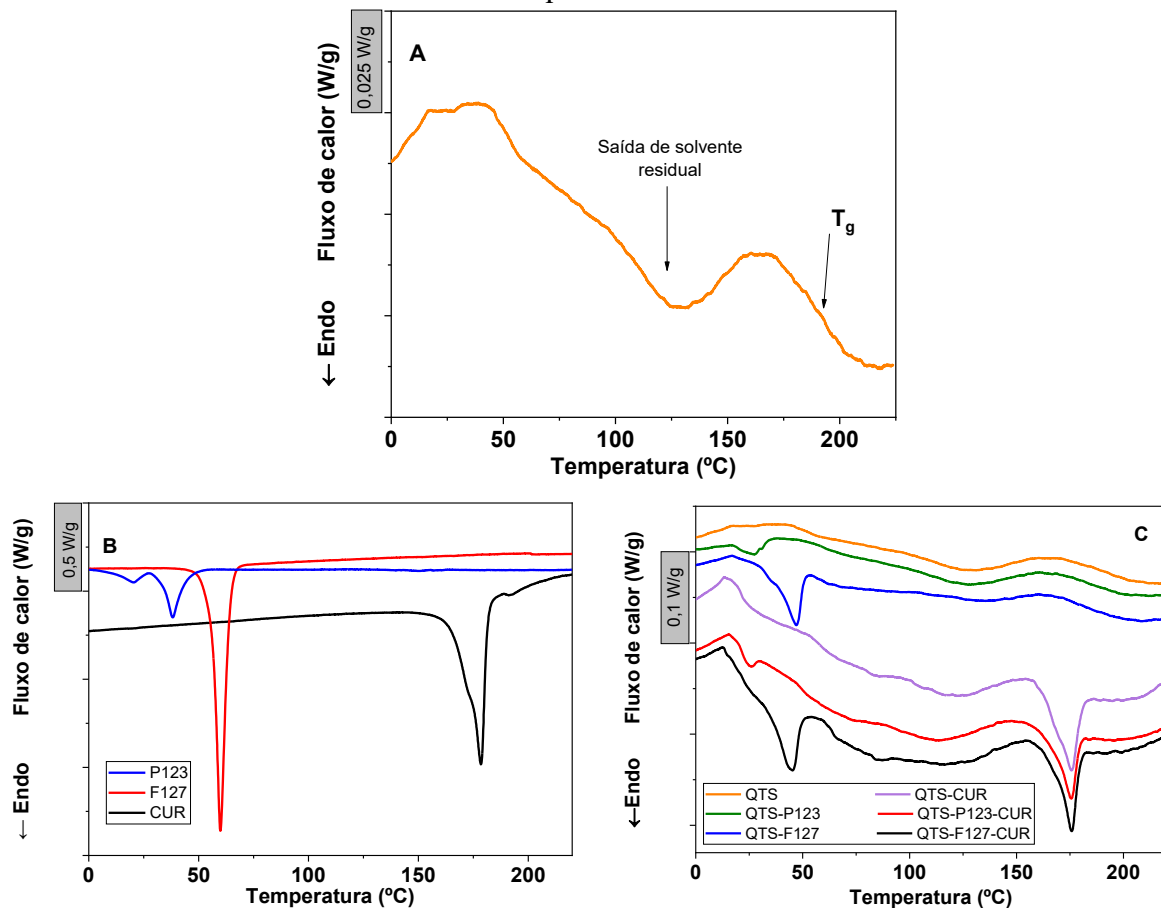 A
0,025 W/g
← Endo    Fluxo de calor (W/g)
Saída de solvente
residual
Tg
0
50
100
150
200
Temperatura (ºC)
B
0,5 W/g
← Endo    Fluxo de calor (W/g)
P123
F127
CUR
0
50
100
150
200
Temperatura (ºC)
C
0,1 W/g
←Endo    Fluxo de calor (W/g)
QTS
QTS-CUR
QTS-P123
QTS-P123-CUR
QTS-F127
QTS-F127-CUR
0
50
100
150
200
Temperatura (ºC)